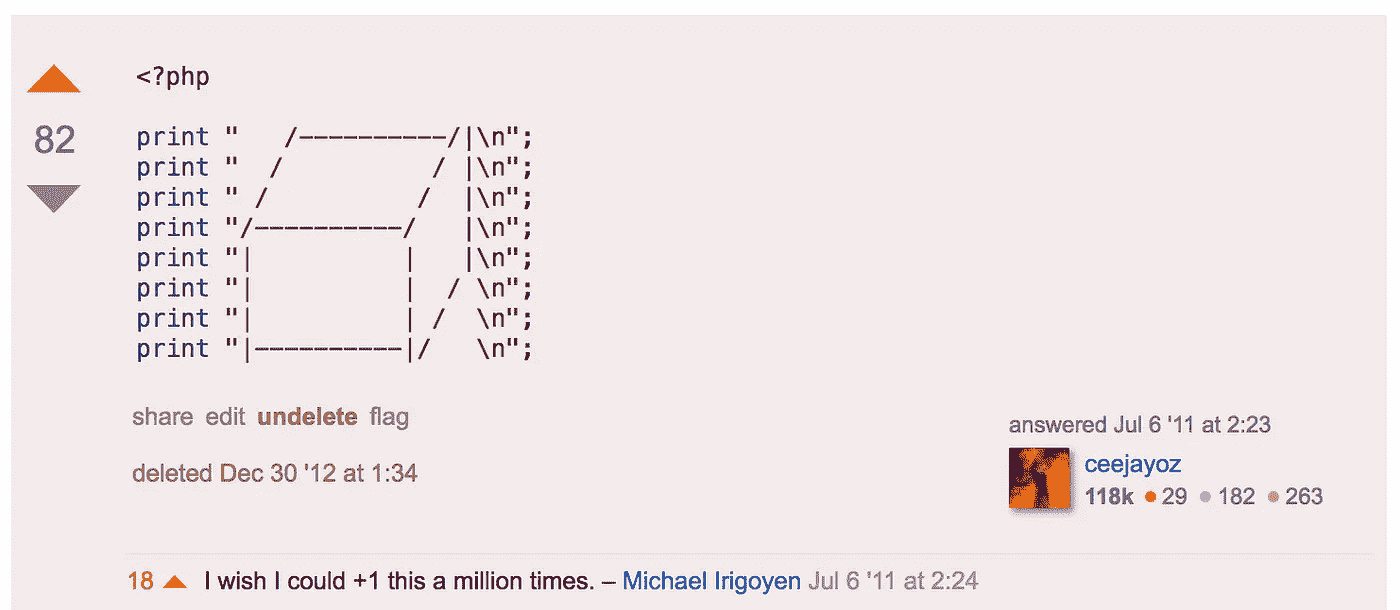 <?php
82
print "   /----------/|\n";
print "  /          / |\n";
print " /          /  |\n";
print "/----------/   |\n";
print "|          |   |\n";
print "|          |  / \n";
print "|          | /  \n";
print "|----------|/   \n";
share edit undelete flag
answered Jul 6 '11 at 2:23
deleted Dec 30 '12 at 1:34
ceejayoz
118k ● 29 ● 182 ● 263
18 ▲ I wish I could +1 this a million times. – Michael Irigoyen Jul 6 '11 at 2:24